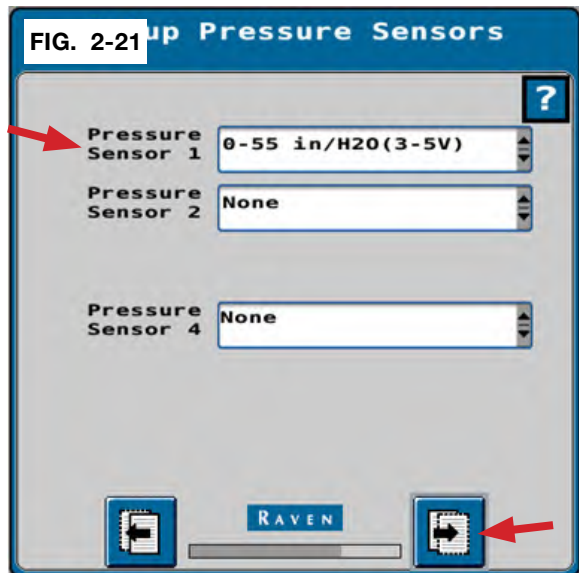 FIG. 2-21
up Pressure Sensors
?
Pressure
Sensor 1
0-55 in/H2O(3-5V)
Pressure
Sensor 2
None
Pressure
Sensor 4
None
RAVEN